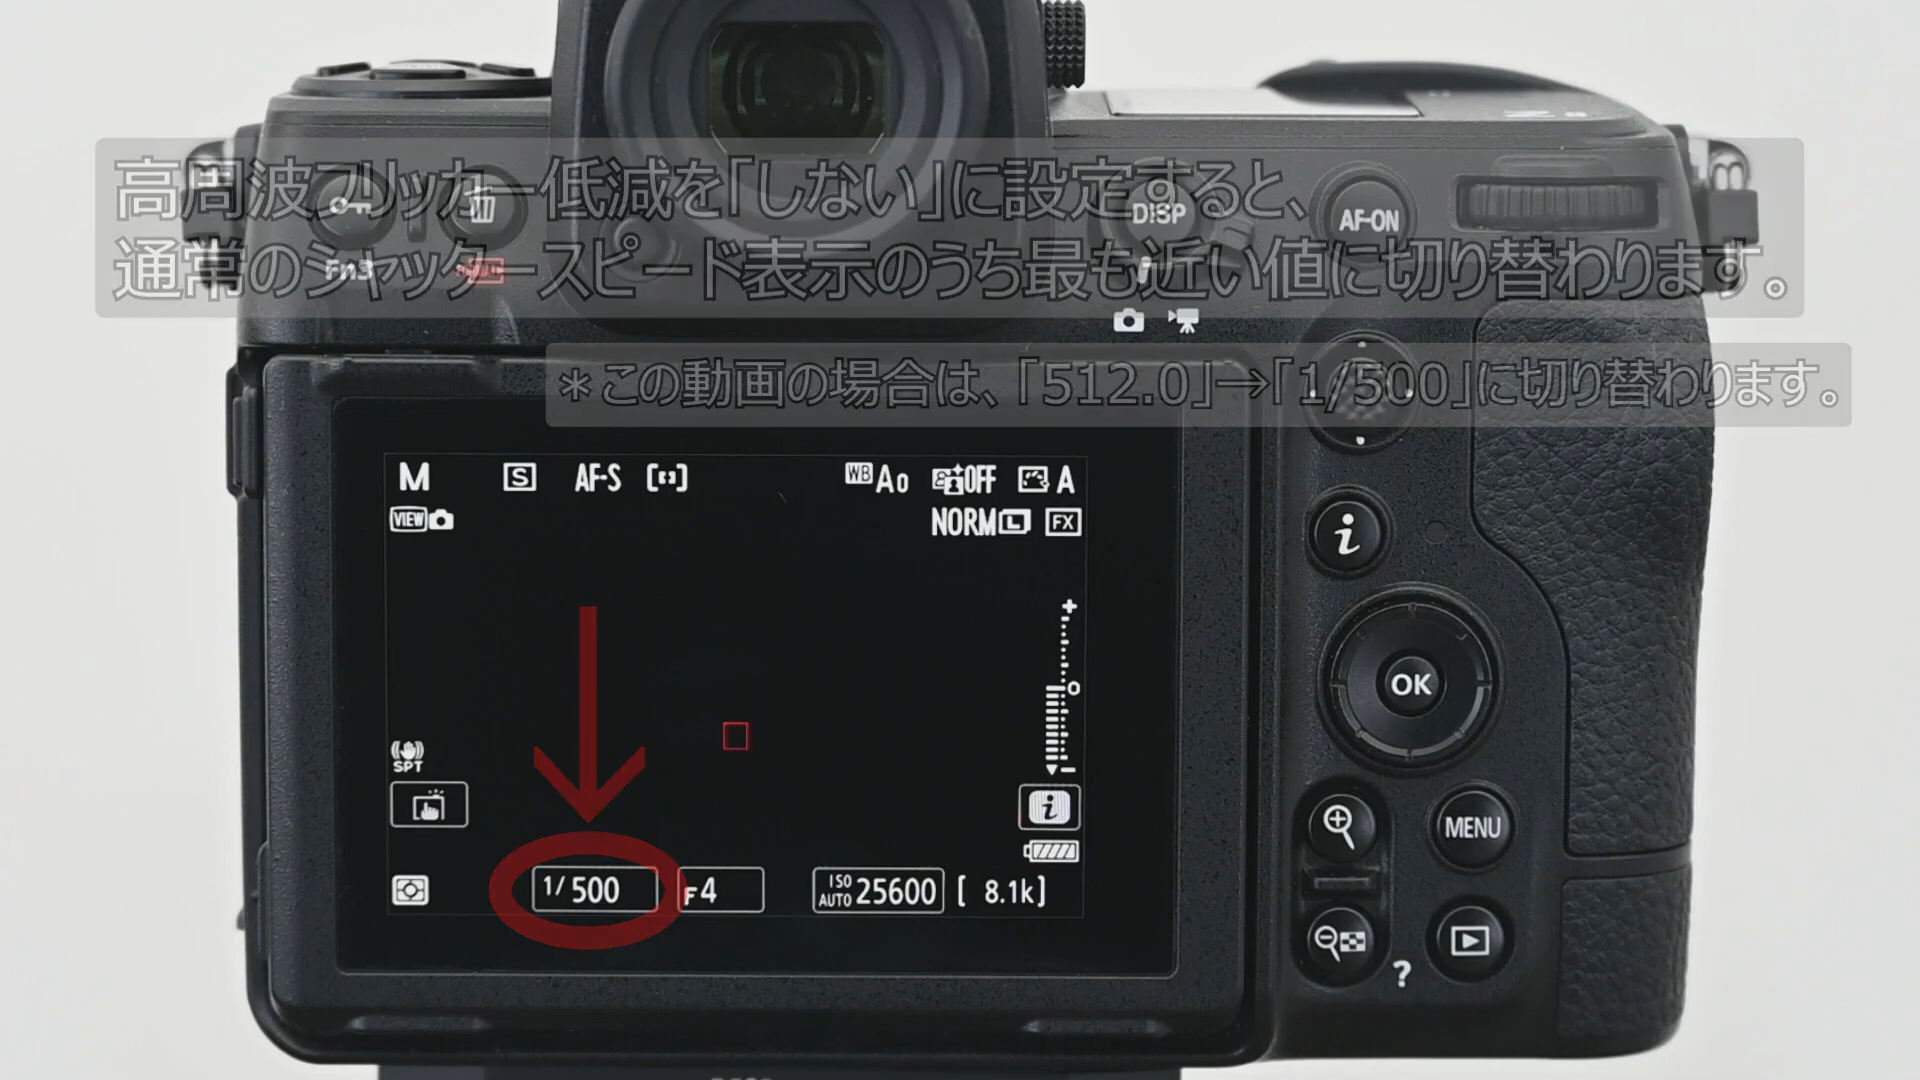 高周波フリッカー低減を「しない」に設定すると、
通常のシャッタースピード表示のうち最も近い値に切り替わります。
＊この動画の場合は、「512.0」→「1/500」に切り替わります。
DISP
AF-ON
Fn3
M S AF-S WB A0 OFF A
VIEW NORM L FX
SPT
i
1/500 F4 ISO AUTO 25600 [8.1k]
i
OK
MENU
?